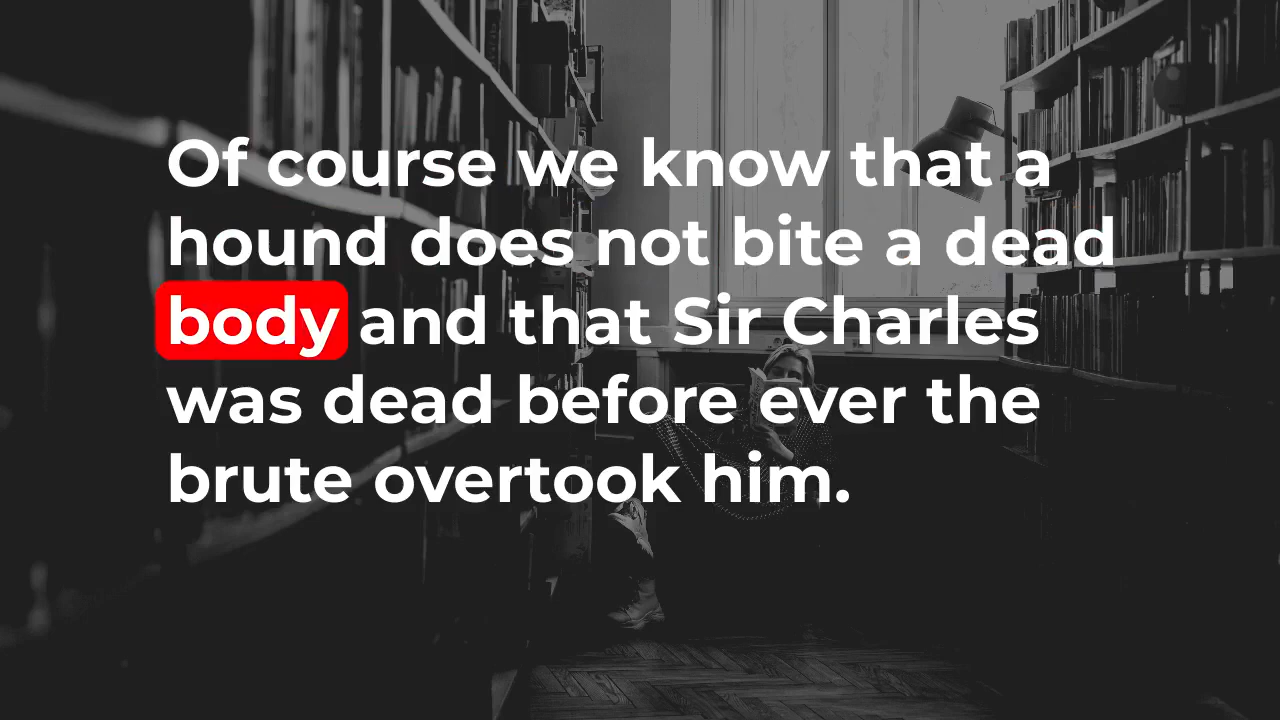 Of course we know that a
hound does not bite a dead
body and that Sir Charles
was dead before ever the
brute overtook him.